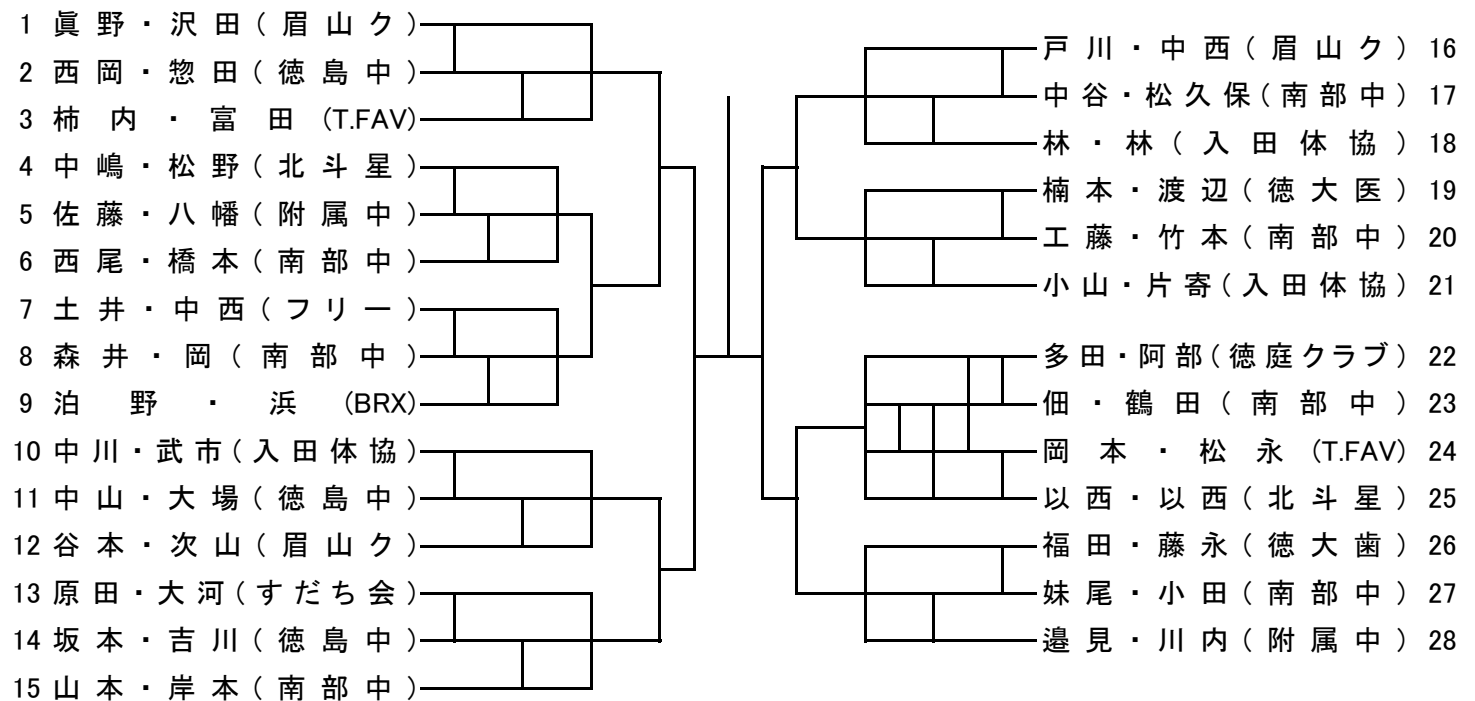 1 眞野・沢田(眉山ク)
2 西岡・惣田(徳島中)
3 柿内・富田(T.FAV)
4 中嶋・松野(北斗星)
5 佐藤・八幡(附属中)
6 西尾・橋本(南部中)
7 土井・中西(フリー)
8 森井・岡(南部中)
9 泊野・浜(BRX)
10 中川・武市(入田体協)
11 中山・大場(徳島中)
12 谷本・次山(眉山ク)
13 原田・大河(すだち会)
14 坂本・吉川(徳島中)
15 山本・岸本(南部中)
戸川・中西(眉山ク) 16
中谷・松久保(南部中) 17
林・林(入田体協) 18
楠本・渡辺(徳大医) 19
工藤・竹本(南部中) 20
小山・片寄(入田体協) 21
多田・阿部(徳庭クラブ) 22
佃・鶴田(南部中) 23
岡本・松永(T.FAV) 24
以西・以西(北斗星) 25
福田・藤永(徳大歯) 26
妹尾・小田(南部中) 27
邉見・川内(附属中) 28